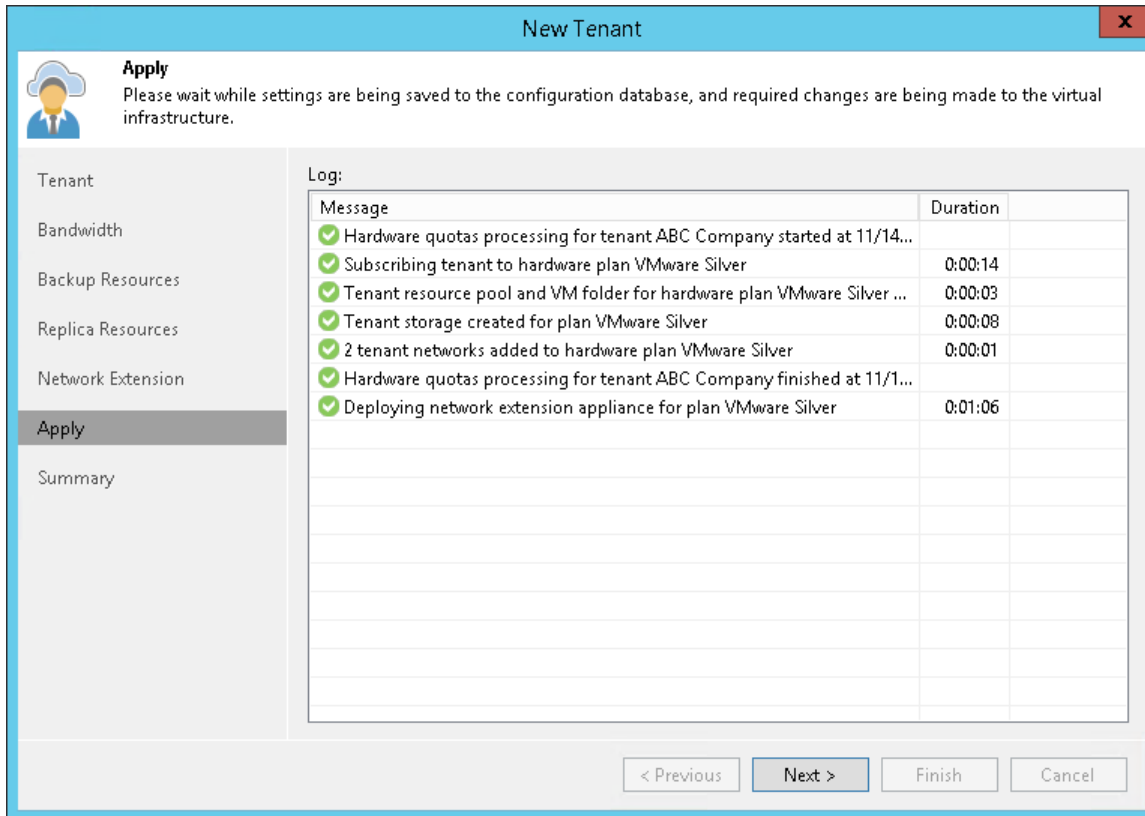 New Tenant
x
Apply
Please wait while settings are being saved to the configuration database, and required changes are being made to the virtual
infrastructure.
Tenant
Bandwidth
Backup Resources
Replica Resources
Network Extension
Apply
Summary
Log:
Message Duration
Hardware quotas processing for tenant ABC Company started at 11/14...
Subscribing tenant to hardware plan VMware Silver 0:00:14
Tenant resource pool and VM folder for hardware plan VMware Silver ... 0:00:03
Tenant storage created for plan VMware Silver 0:00:08
2 tenant networks added to hardware plan VMware Silver 0:00:01
Hardware quotas processing for tenant ABC Company finished at 11/1...
Deploying network extension appliance for plan VMware Silver 0:01:06
< Previous Next > Finish Cancel